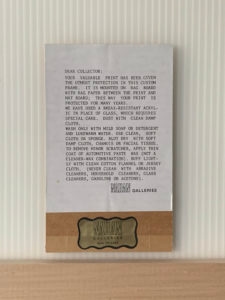 DEAR COLLECTOR:
YOUR VALUABLE PRINT HAS BEEN GIVEN
THE UTMOST PROTECTION IN THIS CUSTOM
FRAME. IT IS MOUNTED ON RAG BOARD
WITH RAG PAPER BETWEEN THE PRINT AND
MAT BOARD; THIS WAY YOUR PRINT IS
PROTECTED FOR MANY YEARS.
WE HAVE USED A SMEAR-RESISTANT ACRYL-
IC IN PLACE OF GLASS, WHICH REQUIRES
SPECIAL CARE. DUST WITH CLEAN DAMP
CLOTH.
WASH ONLY WITH MILD SOAP OR DETERGENT
AND LUKEWARM WATER. USE CLEAN, SOFT
CLOTH OR SPONGE. BLOT DRY WITH SOFT
DAMP CLOTH, CHAMOIS OR FACIAL TISSUE.
TO REMOVE MINOR SCRATCHES, APPLY THIN
COAT OF AUTOMOTIVE PASTE WAX (NOT A
CLEANER-WAX COMBINATION). BUFF LIGHT-
LY WITH CLEAN COTTON FLANNEL OR JERSEY
CLOTH. (NEVER CLEAN WITH ABRASIVE
CLEANERS, HOUSEHOLD CLEANERS, GLASS
CLEANERS, GASOLINE OR ACETONE).
GALLERIES
GALLERIES